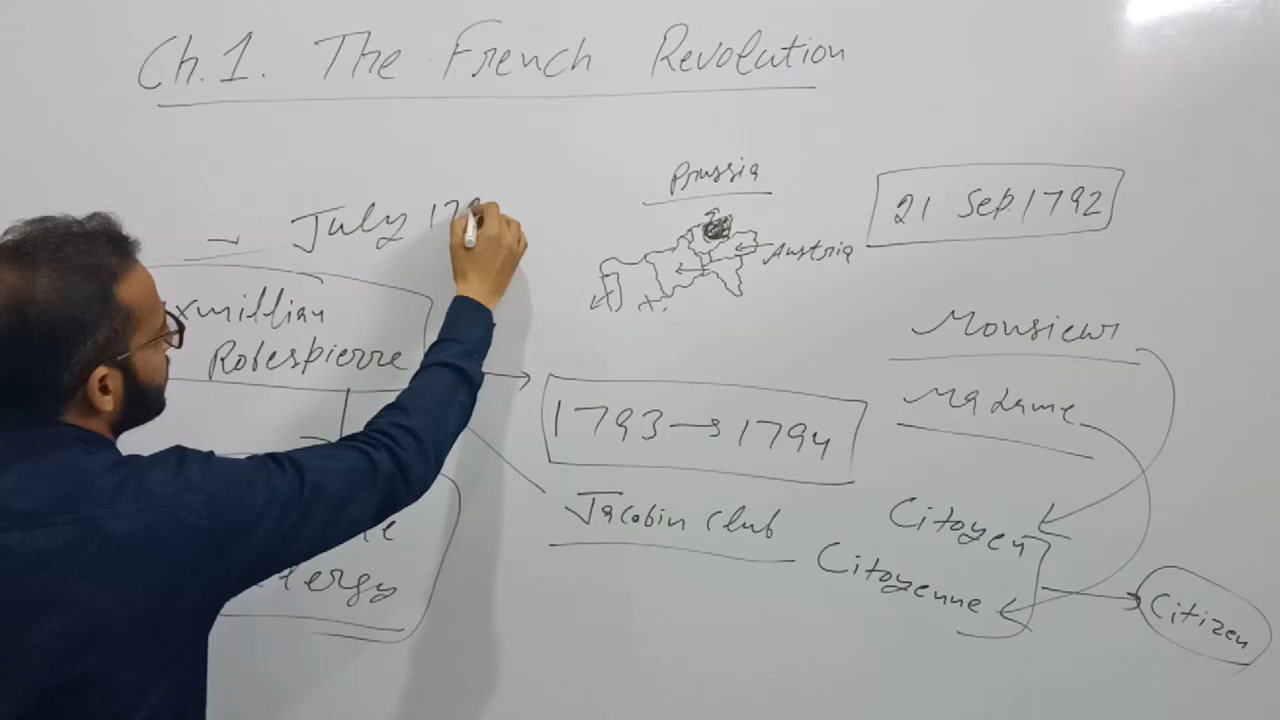 Ch.1. The French Revolution
Prussia
21 Sep. 1792
July 179
Austria
xmillian
Robespierre
Monsieur
Madame
1793 → 1794
Jacobin Club
Citoyen
Citoyenne
Citizen
lergy